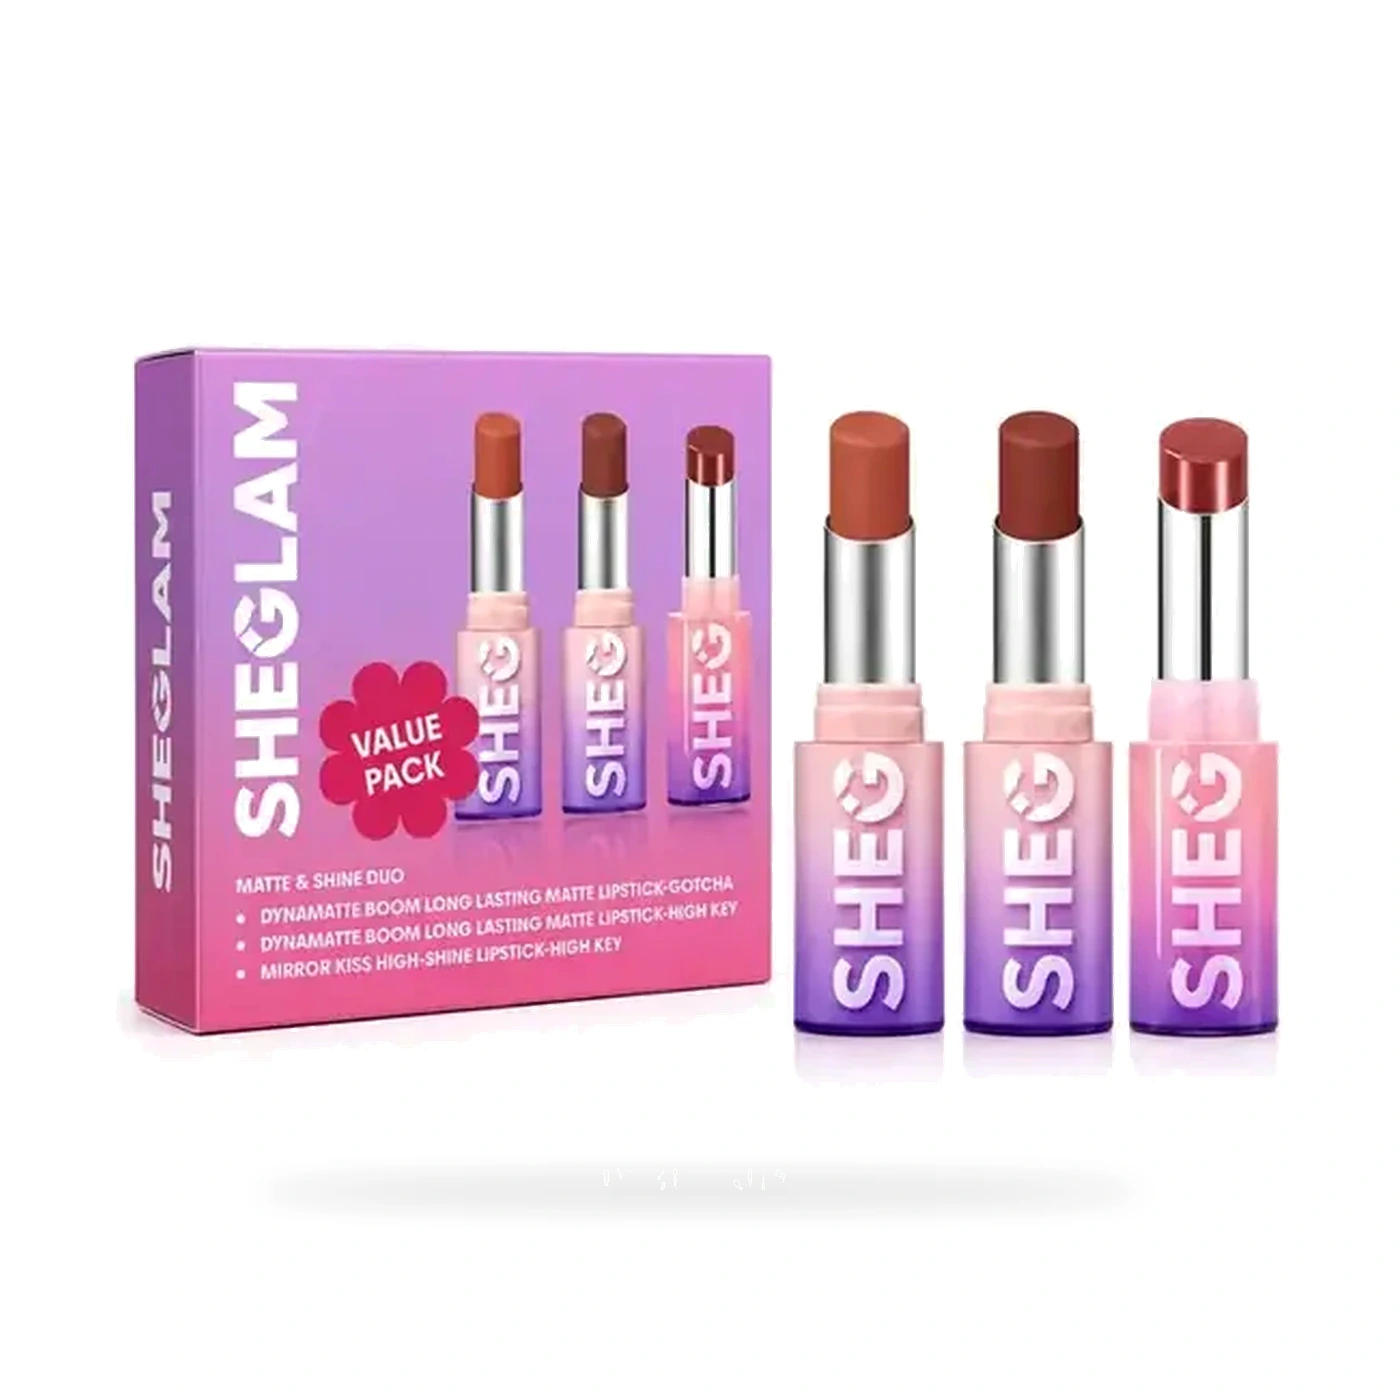 SHEGLAM
SHEGLAM
VALUE
PACK
SHEG
SHEG
SHEG
MATTE & SHINE DUO
• DYNAMATTE BOOM LONG LASTING MATTE LIPSTICK-GOTCHA
• DYNAMATTE BOOM LONG LASTING MATTE LIPSTICK-HIGH KEY
• MIRROR KISS HIGH-SHINE LIPSTICK-HIGH KEY
SHEG
SHEG
SHEG